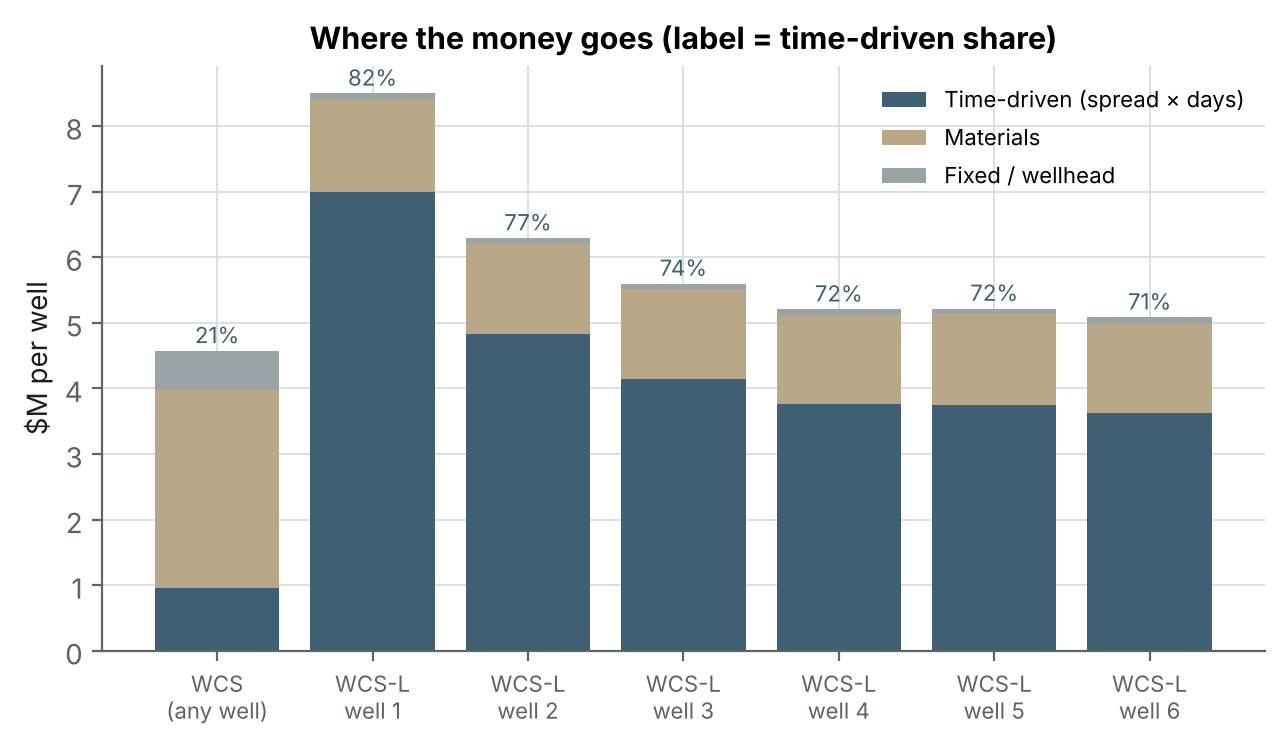 Where the money goes (label = time-driven share)
$M per well
8
7
6
5
4
3
2
1
0
21%
82%
77%
74%
72%
72%
71%
Time-driven (spread × days)
Materials
Fixed / wellhead
WCS
(any well)
WCS-L
well 1
WCS-L
well 2
WCS-L
well 3
WCS-L
well 4
WCS-L
well 5
WCS-L
well 6